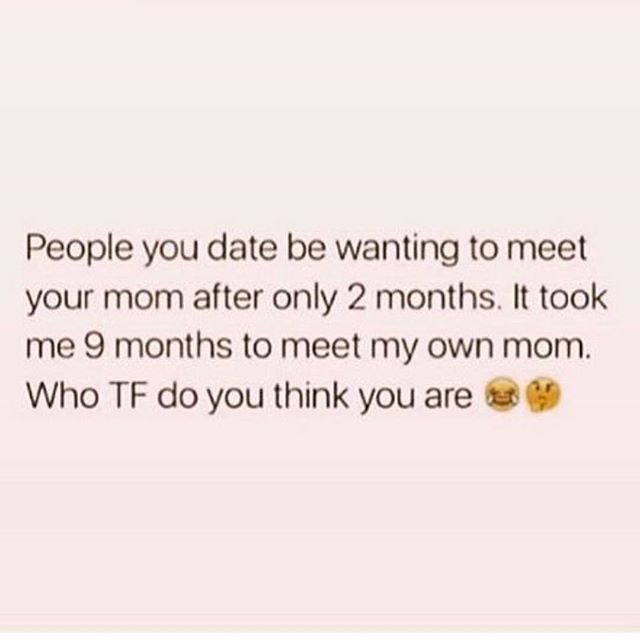 People you date be wanting to meet
your mom after only 2 months. It took
me 9 months to meet my own mom.
Who TF do you think you are 😂🤔